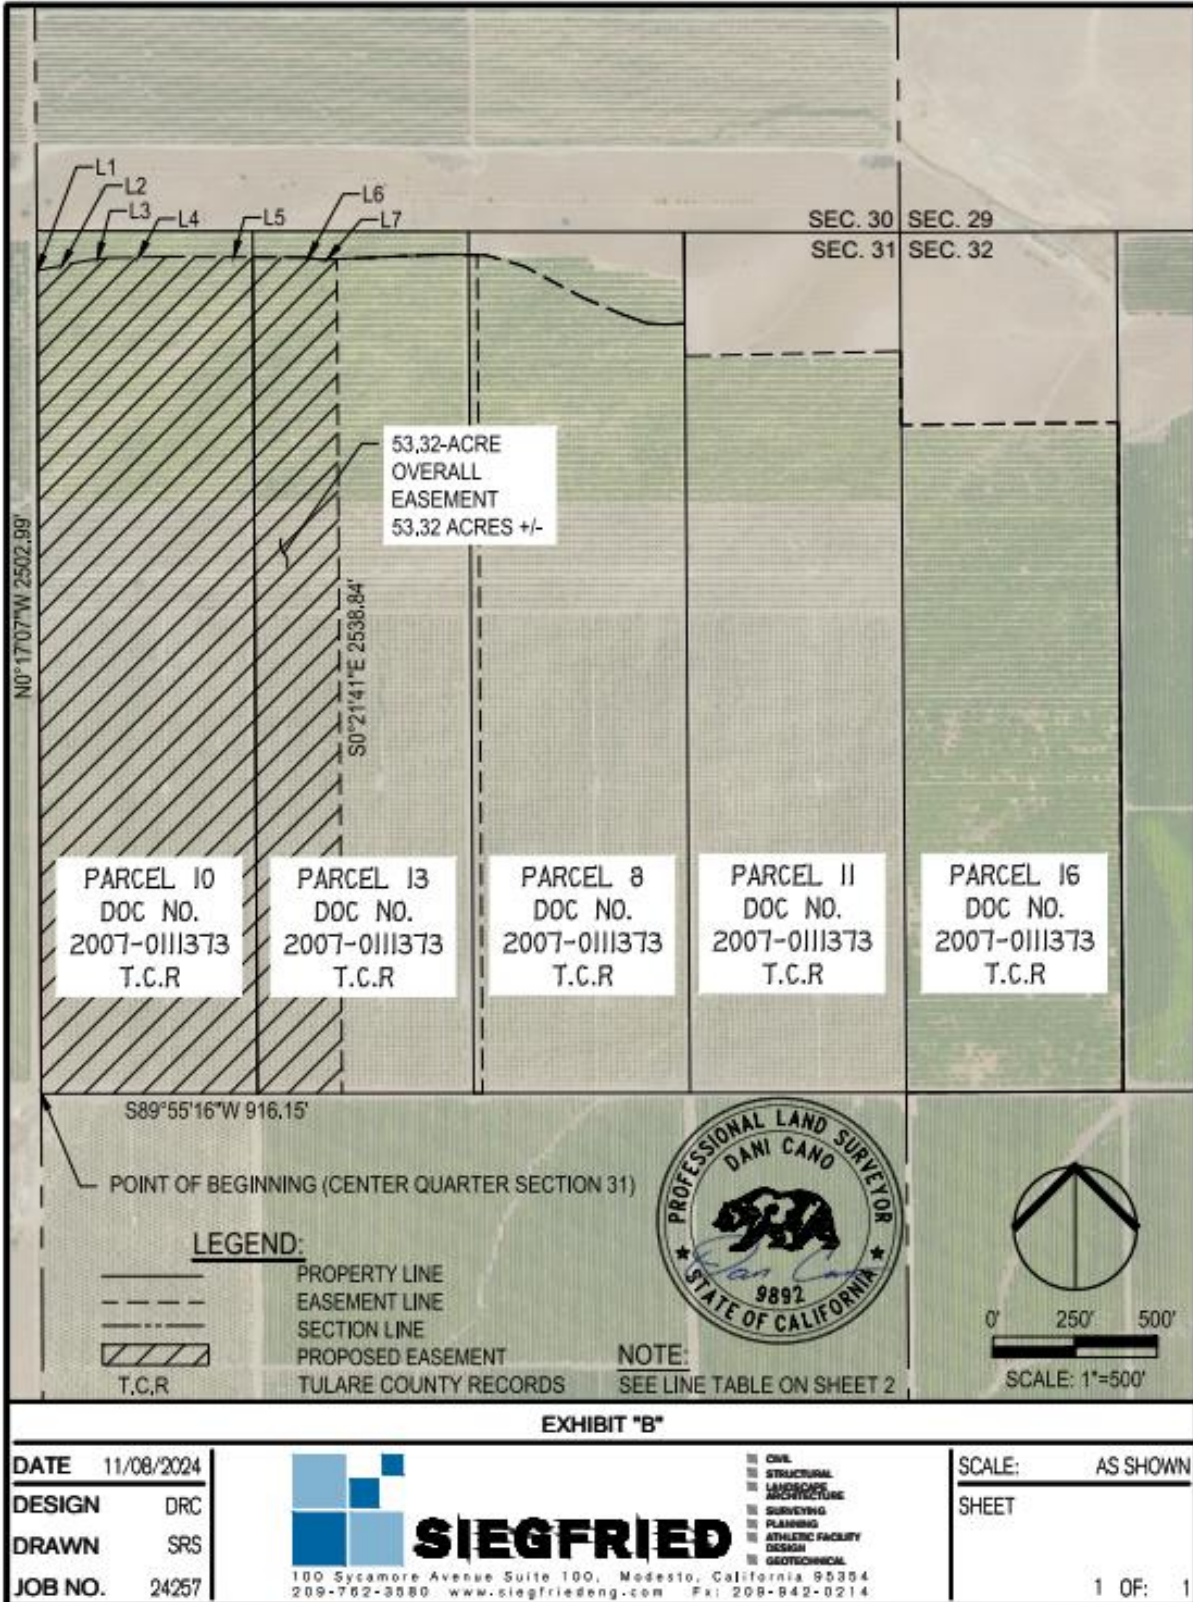 L1
L2
L3
L4
L5
L6
L7
SEC. 30 SEC. 29
SEC. 31 SEC. 32
53.32-ACRE
OVERALL
EASEMENT
53.32 ACRES +/-
N0°17'07"W 2502.99'
S0°21'41"E 2538.84'
PARCEL 10
DOC NO.
2007-0111373
T.C.R
PARCEL 13
DOC NO.
2007-0111373
T.C.R
PARCEL 8
DOC NO.
2007-0111373
T.C.R
PARCEL 11
DOC NO.
2007-0111373
T.C.R
PARCEL 16
DOC NO.
2007-0111373
T.C.R
S89°55'16"W 916.15'
POINT OF BEGINNING (CENTER QUARTER SECTION 31)
LEGEND:
PROPERTY LINE
EASEMENT LINE
SECTION LINE
PROPOSED EASEMENT
T.C.R TULARE COUNTY RECORDS
PROFESSIONAL LAND SURVEYOR
DANI CANO
9892
STATE OF CALIFORNIA
NOTE:
SEE LINE TABLE ON SHEET 2
0' 250' 500'
SCALE: 1"=500'
EXHIBIT "B"
DATE 11/08/2024
DESIGN DRC
DRAWN SRS
JOB NO. 24257
SIEGFRIED
CIVIL
STRUCTURAL
LANDSCAPE
ARCHITECTURE
SURVEYING
PLANNING
ATHLETIC FACILITY
DESIGN
GEOTECHNICAL
100 Sycamore Avenue Suite 100, Modesto, California 95354
209-762-3580 www.siegfriedeng.com Fx: 209-942-0214
SCALE: AS SHOWN
SHEET
1 OF: 1